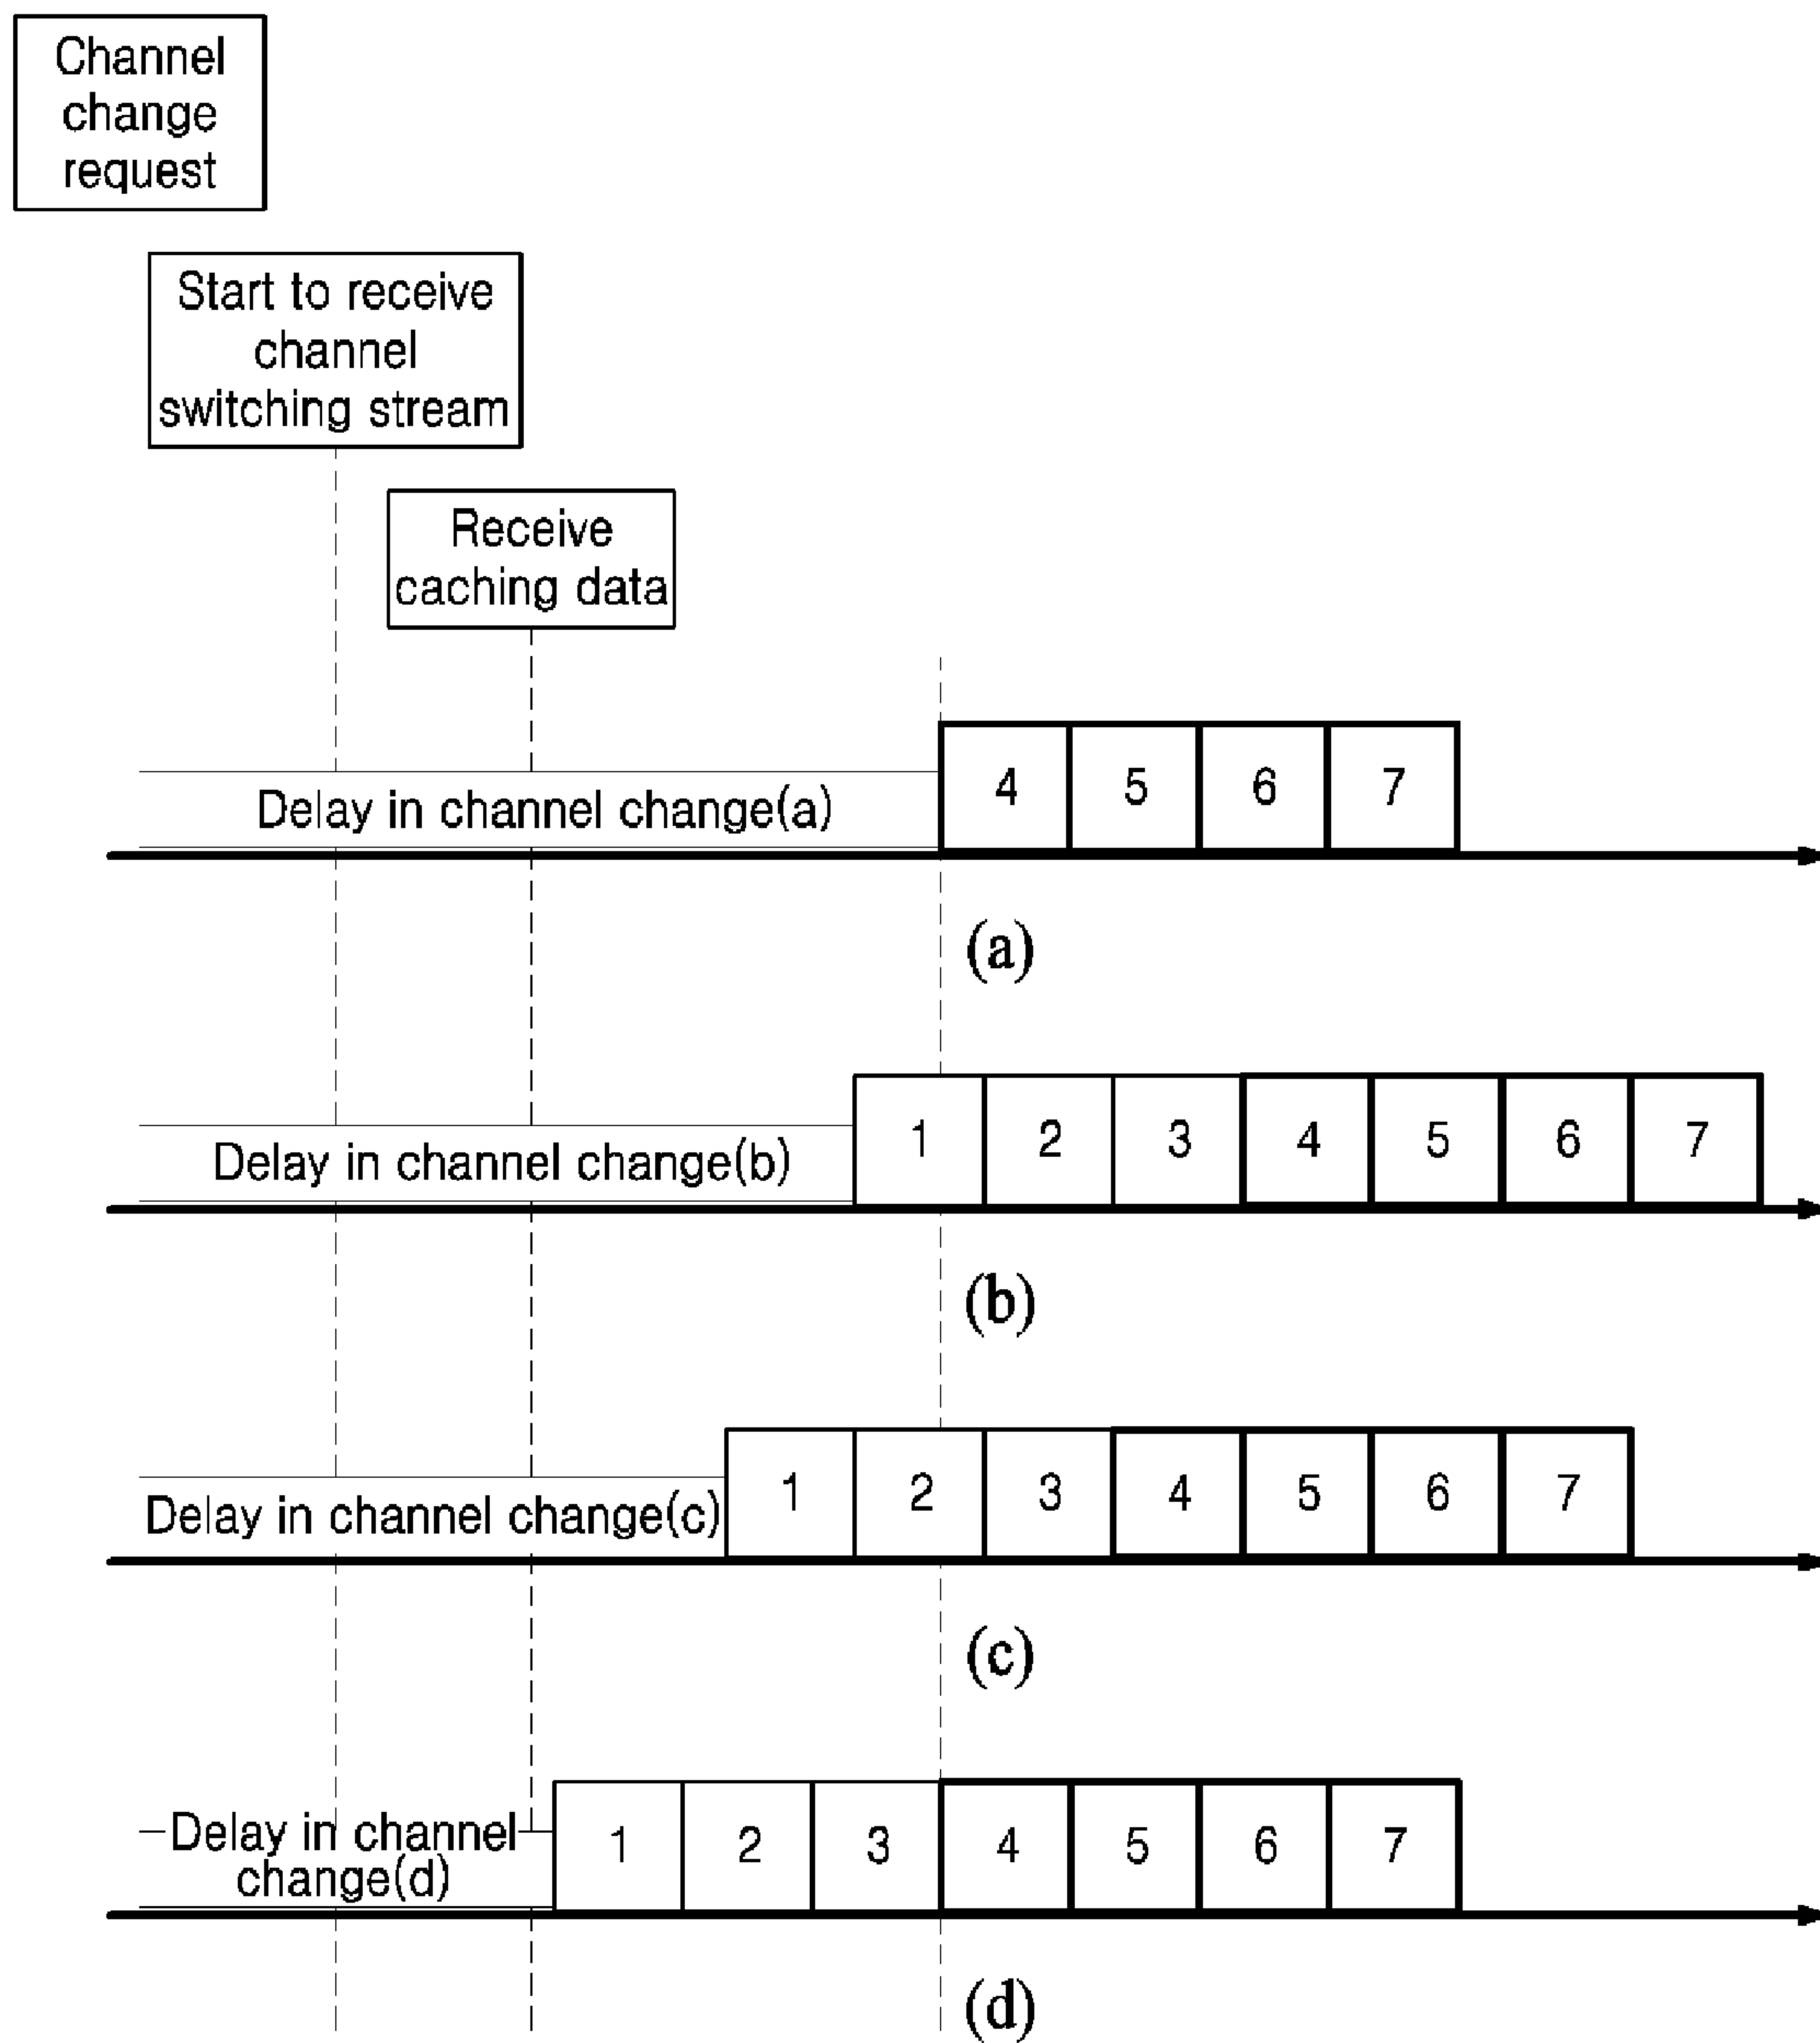 Channel
change
request
Start to receive
channel
switching stream
Receive
caching data
Delay in channel change(a)
4 5 6 7
(a)
Delay in channel change(b)
1 2 3 4 5 6 7
(b)
Delay in channel change(c)
1 2 3 4 5 6 7
(c)
Delay in channel
change(d)
1 2 3 4 5 6 7
(d)